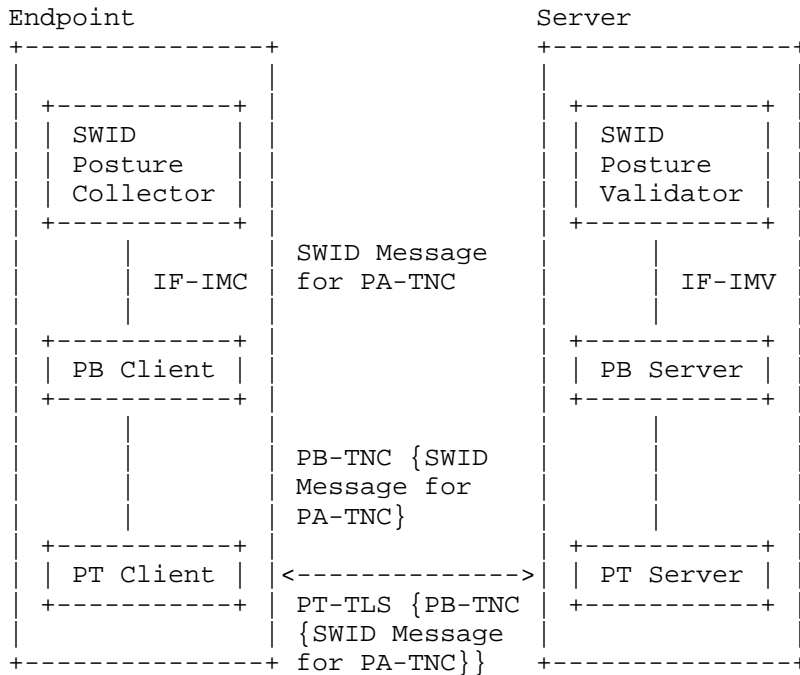 Endpoint Server
SWID SWID
Posture Posture
Collector Validator
SWID Message
IF-IMC for PA-TNC IF-IMV
PB Client PB Server
PB-TNC {SWID
Message for
PA-TNC}
PT Client <--------------> PT Server
PT-TLS {PB-TNC
{SWID Message
for PA-TNC}}